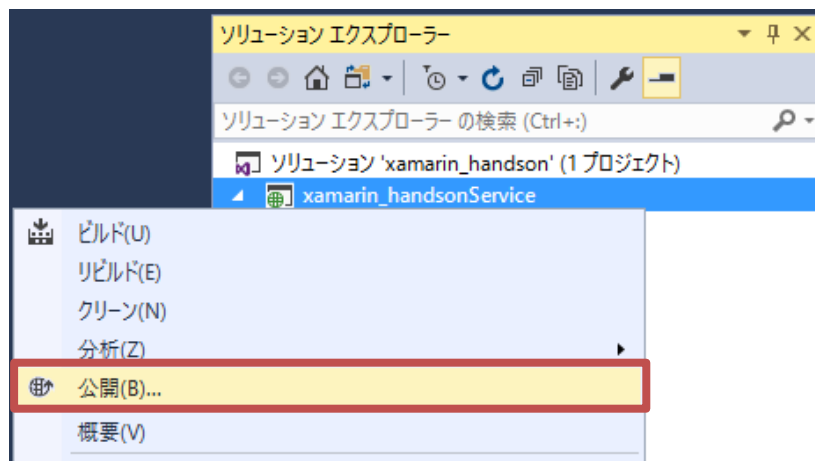 ソリューション エクスプローラー
ソリューション エクスプローラー の検索 (Ctrl+:)
ソリューション 'xamarin_handson' (1 プロジェクト)
xamarin_handsonService
ビルド(U)
リビルド(E)
クリーン(N)
分析(Z)
公開(B)...
概要(V)